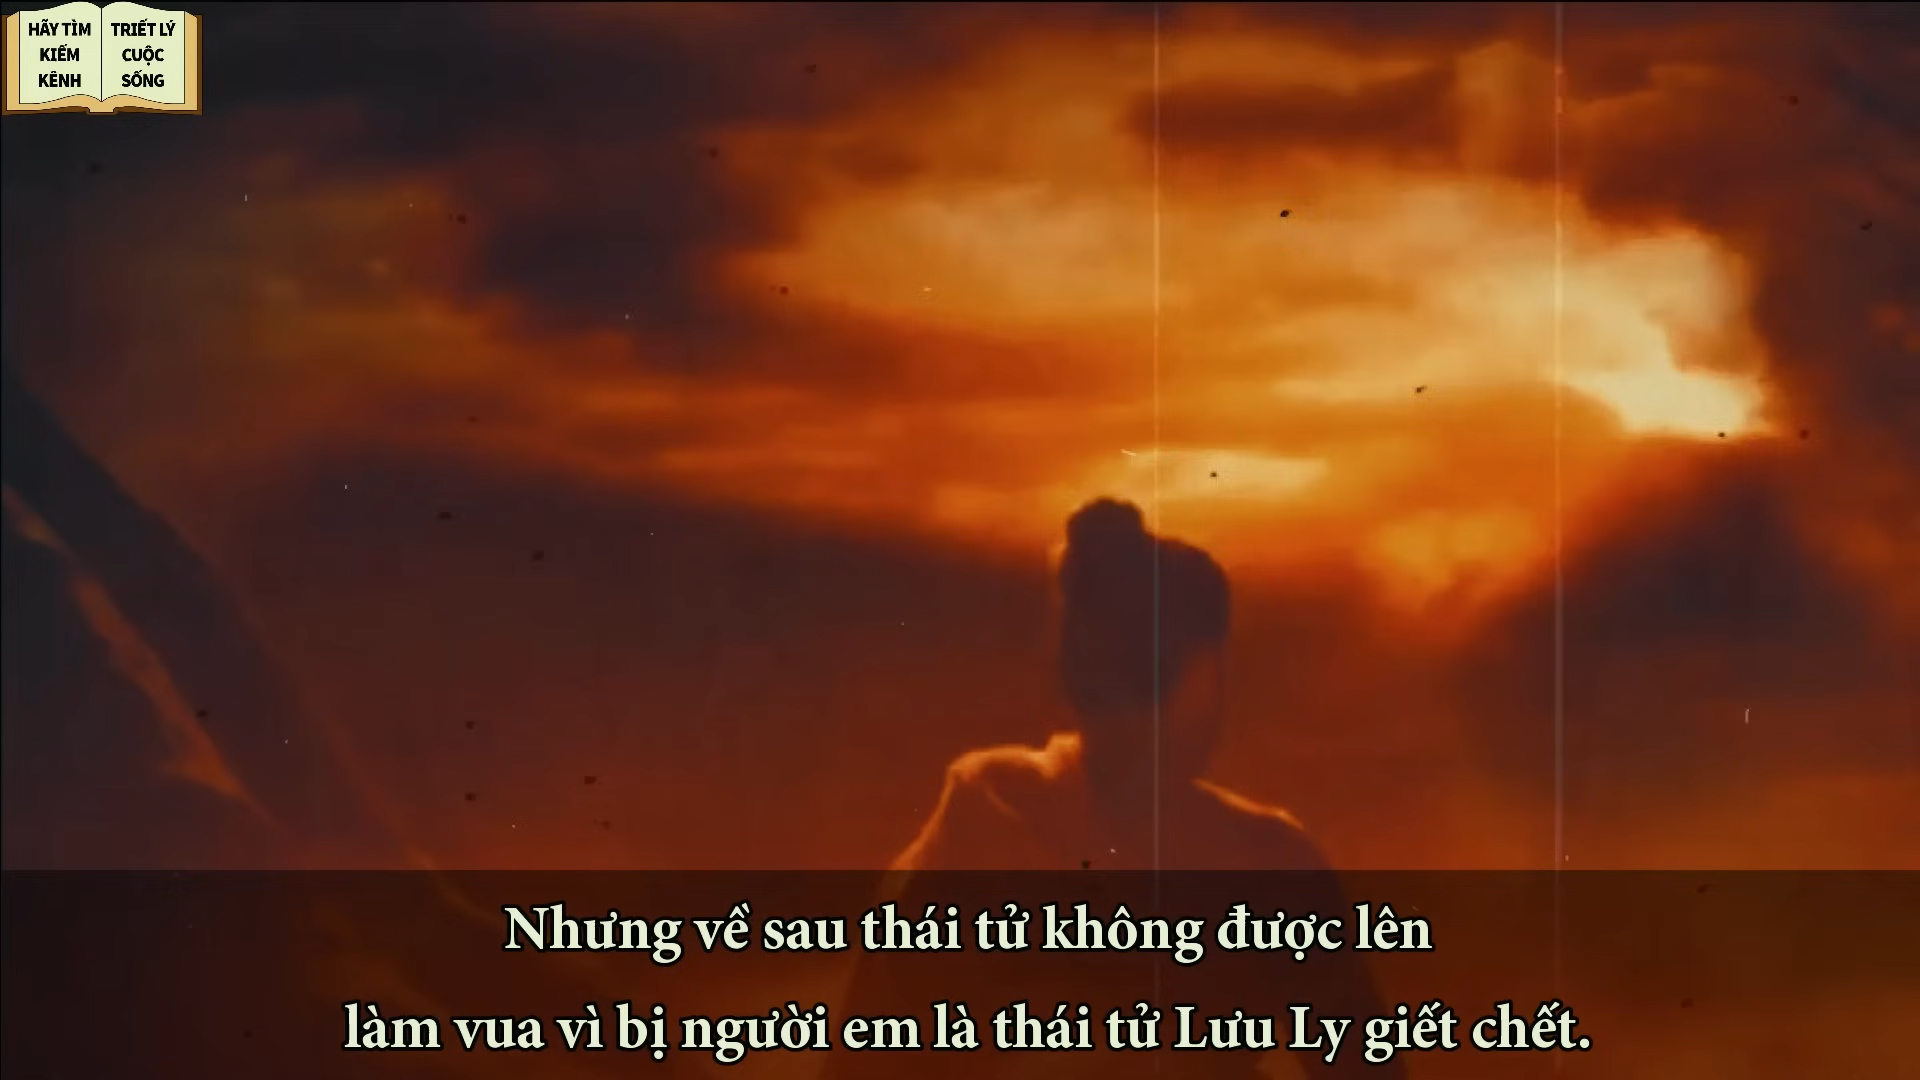 HÃY TÌM
KIẾM
KÊNH
TRIẾT LÝ
CUỘC
SỐNG
Nhưng về sau thái tử không được lên
làm vua vì bị người em là thái tử Lưu Ly giết chết.